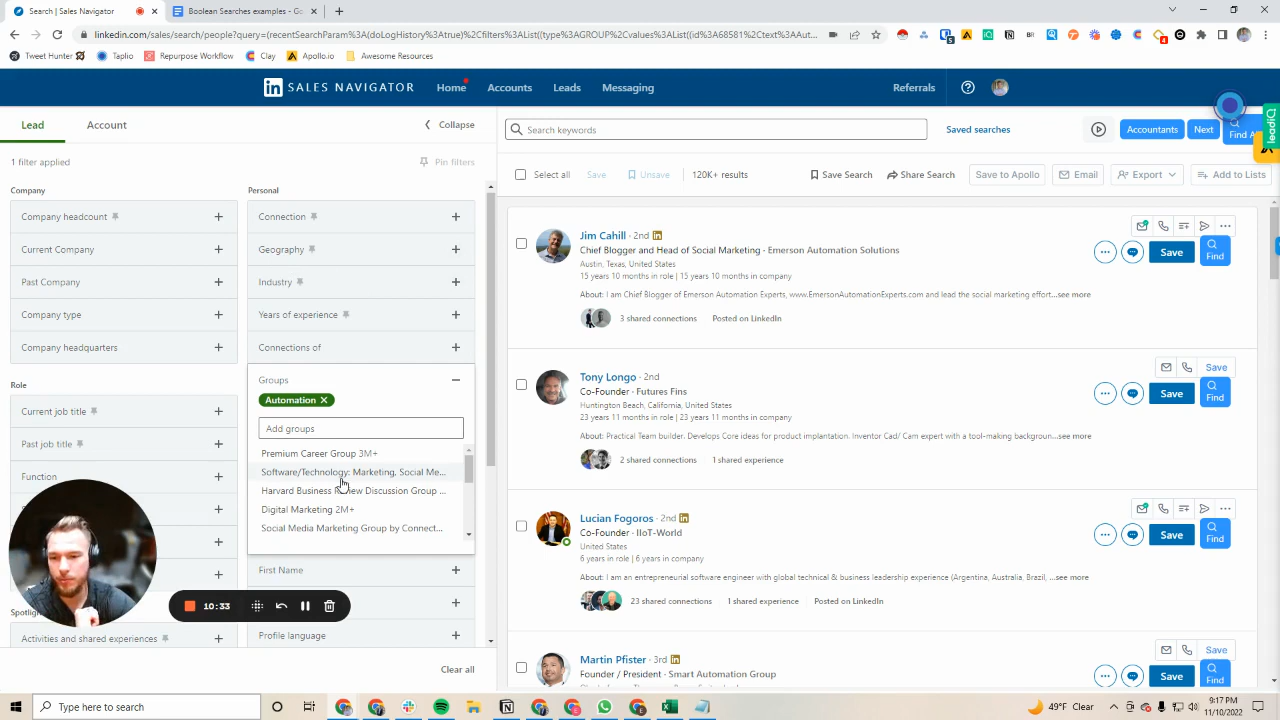 Search | Sales Navigator
Boolean Searches examples - Go
linkedin.com/sales/search/people?query=(recentSearchParam%3A(doLogHistory%3Atrue)%2Cfilters%3AList((type%3AGROUP%2Cvalues%3AList((id%3A68581%2Ctext%3AAut...
Tweet Hunter
Taplio
Repurpose Workflow
Clay
Apollo.io
Awesome Resources
in SALES NAVIGATOR
Home
Accounts
Leads
Messaging
Referrals
Lead
Account
Collapse
Search keywords
Saved searches
Accountants
Next
Find A
1 filter applied
Pin filters
Select all
Save
Unsave
120K+ results
Save Search
Share Search
Save to Apollo
Email
Export
Add to Lists
Company
Company headcount
Current Company
Past Company
Company type
Company headquarters
Role
Current job title
Past job title
Function
Spotlig
Activities and shared experiences
Personal
Connection
Geography
Industry
Years of experience
Connections of
Groups
Automation
Add groups
Premium Career Group 3M+
Software/Technology: Marketing, Social Me...
Harvard Business Review Discussion Group ...
Digital Marketing 2M+
Social Media Marketing Group by Connect...
First Name
Profile language
Clear all
10:33
Jim Cahill · 2nd
Chief Blogger and Head of Social Marketing - Emerson Automation Solutions
Austin, Texas, United States
15 years 10 months in role | 15 years 10 months in company
About: I am Chief Blogger of Emerson Automation Experts, www.EmersonAutomationExperts.com and lead the social marketing effort...see more
3 shared connections
Posted on LinkedIn
Save
Find
Tony Longo · 2nd
Co-Founder · Futures Fins
Huntington Beach, California, United States
23 years 11 months in role | 23 years 11 months in company
About: Practical Team builder. Develops Core ideas for product implantation. Inventor Cad/ Cam expert with a tool-making backgroun...see more
2 shared connections
1 shared experience
Save
Save
Find
Lucian Fogoros · 2nd
Co-Founder · IIoT-World
United States
6 years in role | 6 years in company
About: I am an entrepreneurial software engineer with global technical & business leadership experience (Argentina, Australia, Brazil, ...see more
23 shared connections
1 shared experience
Posted on LinkedIn
Save
Find
Martin Pfister · 3rd
Founder / President · Smart Automation Group
Save
Save
Find
Type here to search
49°F Clear
9:17 PM
11/10/2022